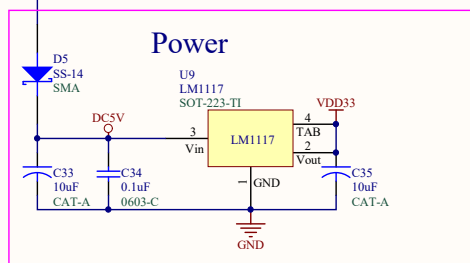 Power
D5
SS-14
SMA
U9
LM1117
SOT-223-TI
DC5V
VDD33
3
Vin
LM1117
4
TAB
2
Vout
1
GND
C33
10uF
CAT-A
C34
0.1uF
0603-C
C35
10uF
CAT-A
GND